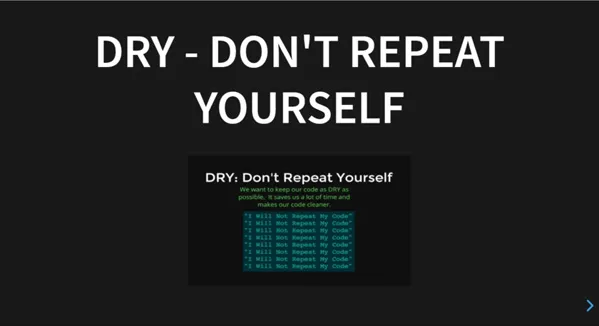 DRY - DON'T REPEAT
YOURSELF
DRY: Don't Repeat Yourself
We want to keep our code as DRY as
possible, It saves us a lot of time and
makes our code cleaner.
"I Will Not Repeat My Code"
"I Will Not Repeat My Code"
"I Will Not Repeat My Code"
"I Will Not Repeat My Code"
"I Will Not Repeat My Code"
"I Will Not Repeat My Code"
"I Will Not Repeat My Code"
"I Will Not Repeat My Code"